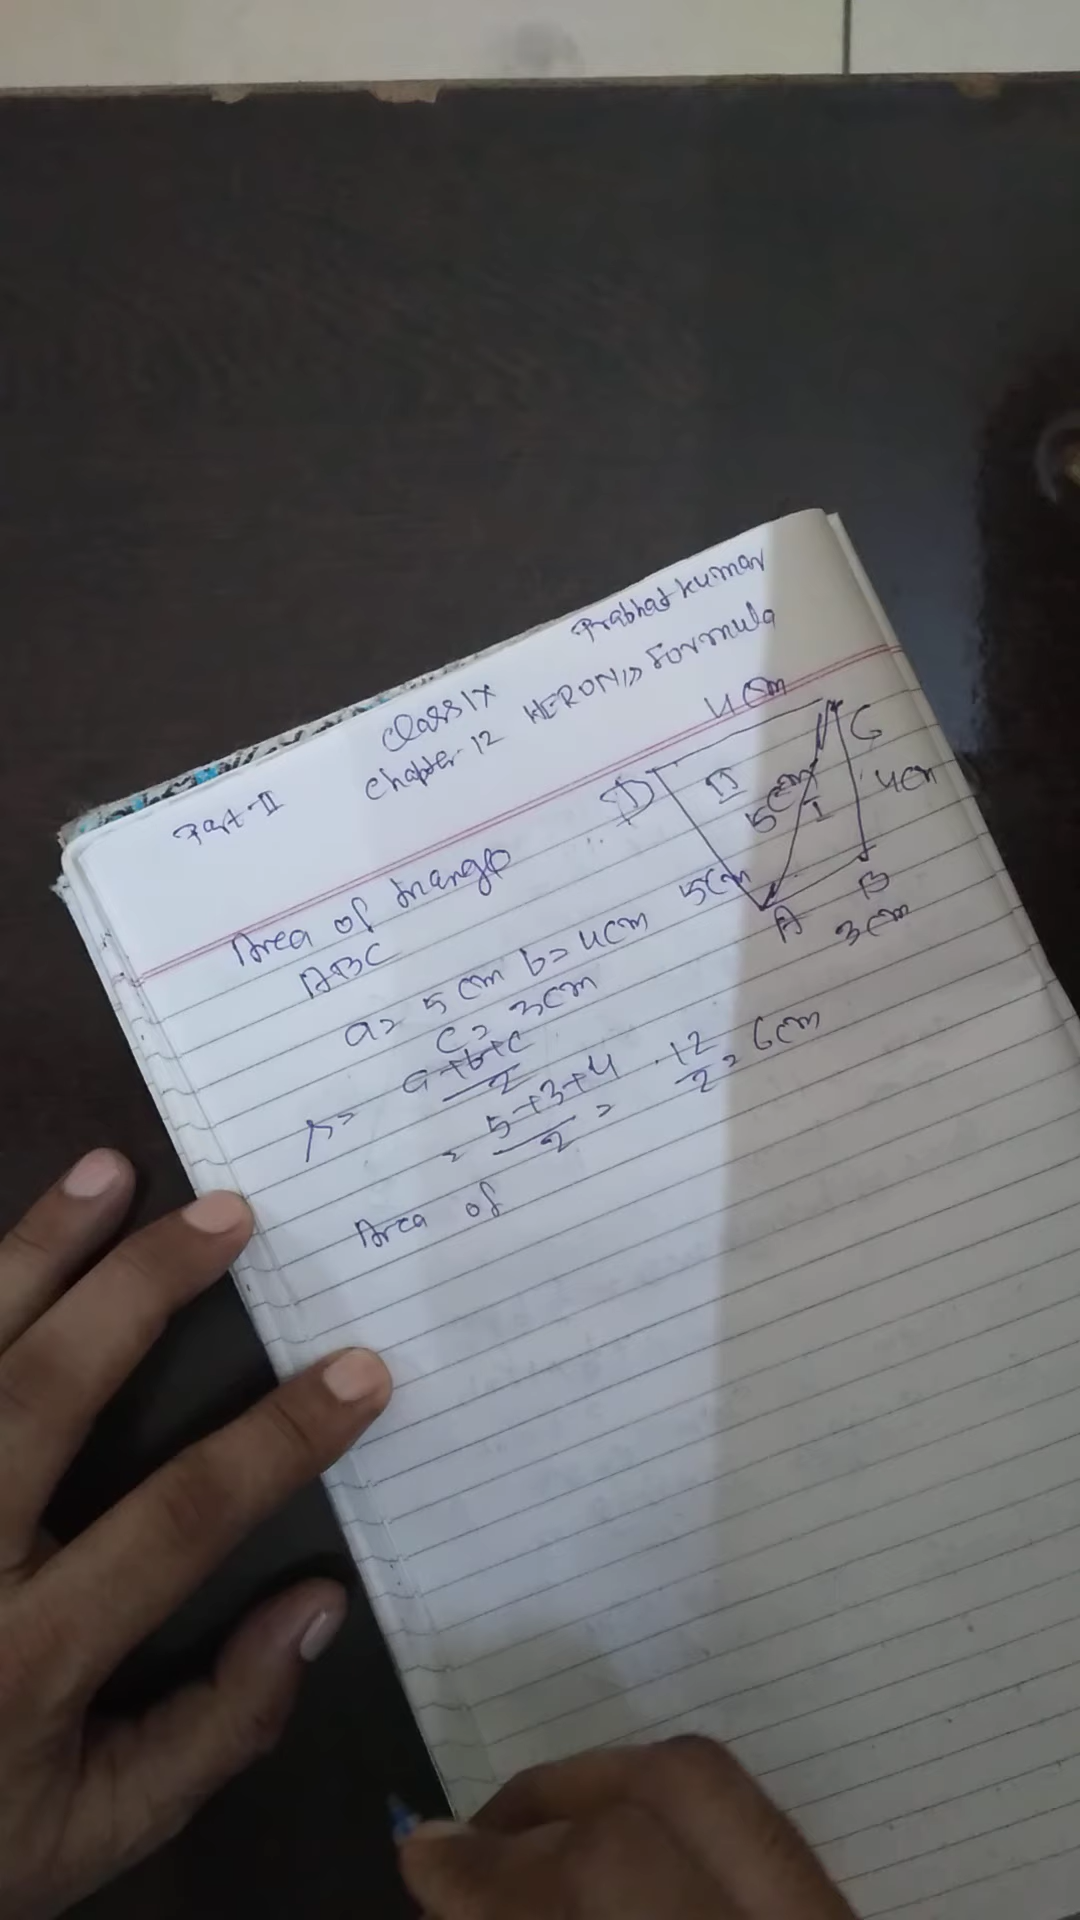 Prabhat Kumar
Class IX
Part-II Chapter-12 HERON'S Formula
4cm
D C
II 5cm I 4cm
5cm
A B
3cm
Area of triangle
ABC
a= 5cm b= 4cm
c= 3cm
s= a+b+c/2
= 5+3+4/2 = 12/2 = 6cm
Area of